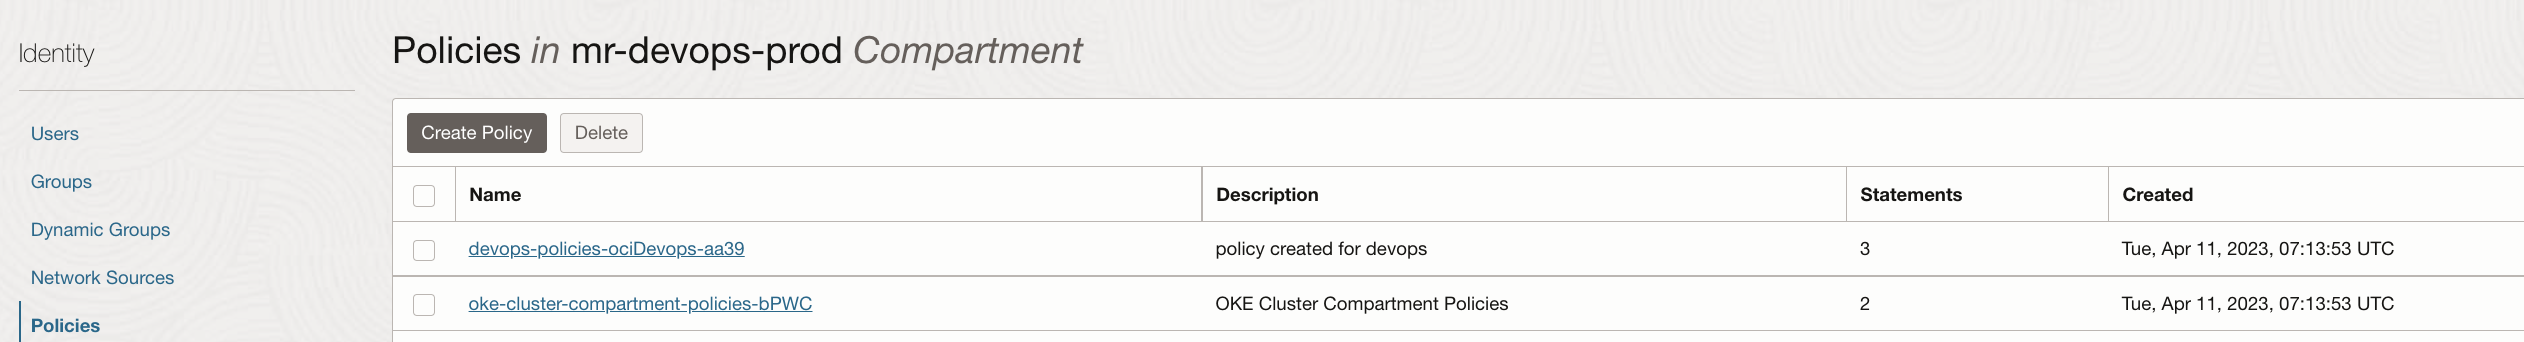 Identity
Users
Groups
Dynamic Groups
Network Sources
Policies
Policies in mr-devops-prod Compartment
Create Policy Delete
Name Description Statements Created
devops-policies-ociDevops-aa39 policy created for devops 3 Tue, Apr 11, 2023, 07:13:53 UTC
oke-cluster-compartment-policies-bPWC OKE Cluster Compartment Policies 2 Tue, Apr 11, 2023, 07:13:53 UTC